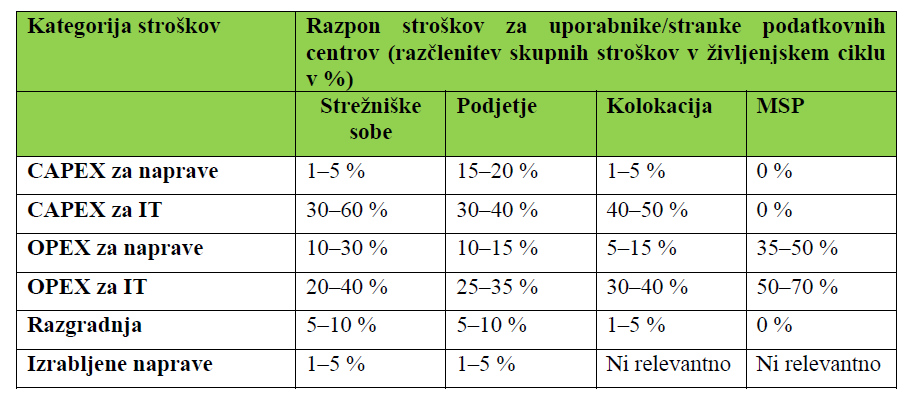 Kategorija stroškov
Razpon stroškov za uporabnike/stranke podatkovnih
centrov (razčlenitev skupnih stroškov v življenjskem ciklu
v %)
Strežniške
sobe
Podjetje
Kolokacija
MSP
CAPEX za naprave 1–5 % 15–20 % 1–5 % 0 %
CAPEX za IT 30–60 % 30–40 % 40–50 % 0 %
OPEX za naprave 10–30 % 10–15 % 5–15 % 35–50 %
OPEX za IT 20–40 % 25–35 % 30–40 % 50–70 %
Razgradnja 5–10 % 5–10 % 1–5 % 0 %
Izrabljene naprave 1–5 % 1–5 % Ni relevantno Ni relevantno